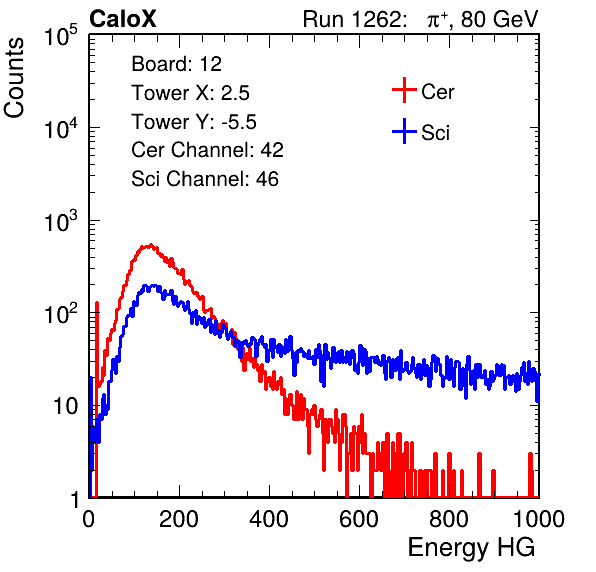 CaloX Run 1262: π⁺, 80 GeV
Counts
Board: 12
Tower X: 2.5
Tower Y: -5.5
Cer Channel: 42
Sci Channel: 46
Cer
Sci
10⁵
10⁴
10³
10²
10
1
0 200 400 600 800 1000
Energy HG